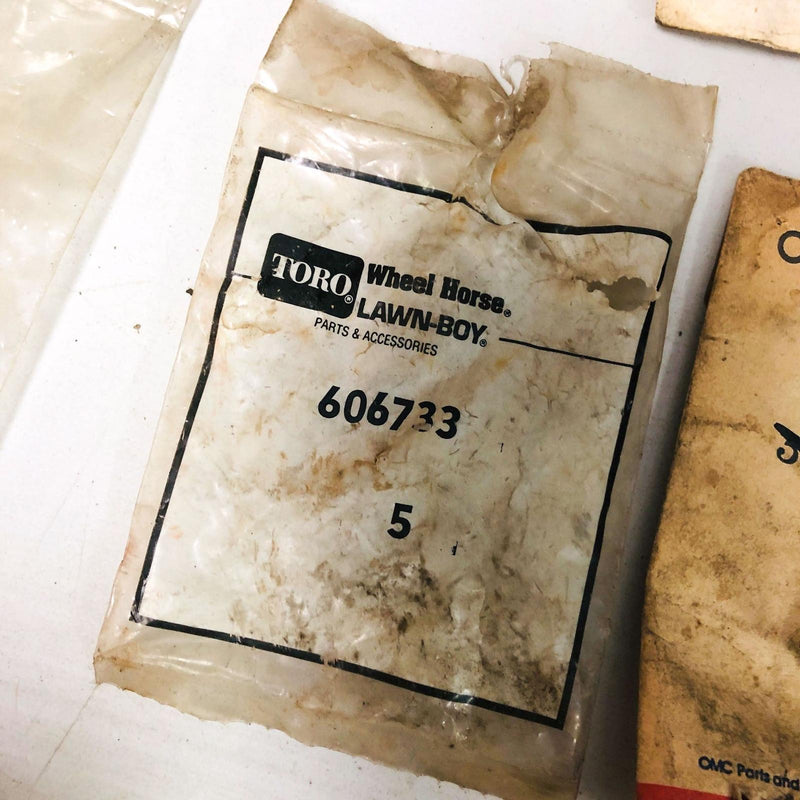 TORO®
Wheel Horse®
LAWN-BOY®
PARTS & ACCESSORIES
606733
5
OMC Parts and